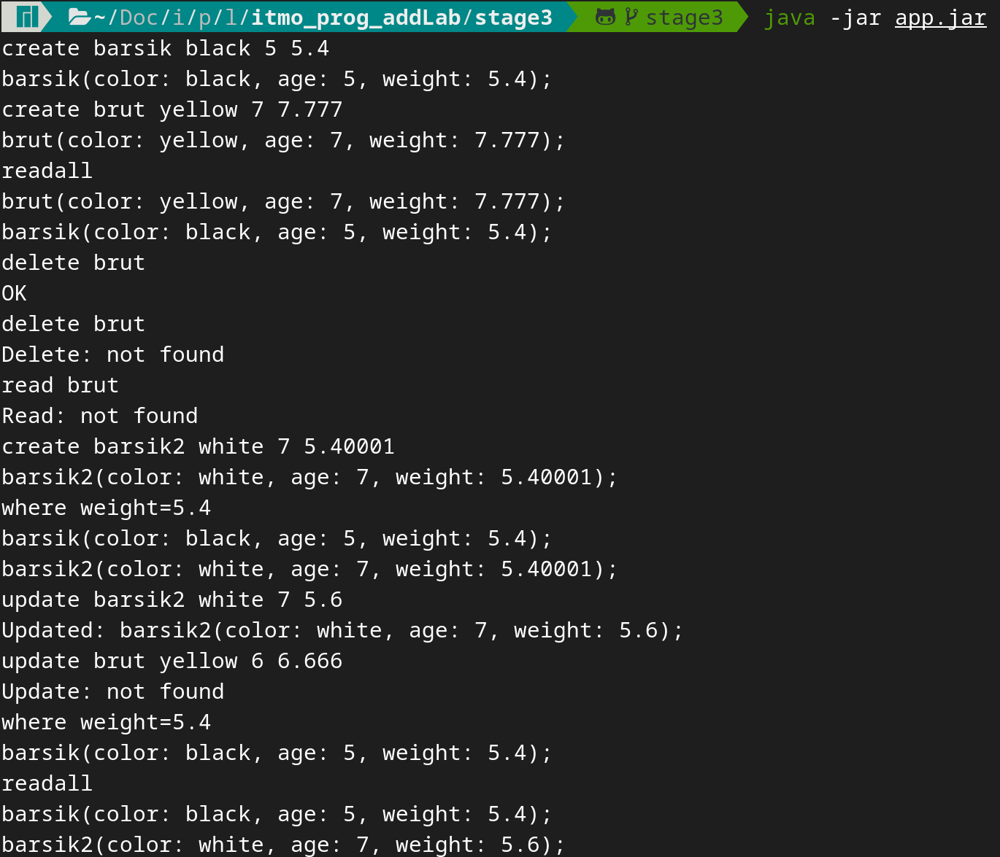 ~/Doc/i/p/l/itmo_prog_addLab/stage3 stage3 java -jar app.jar
create barsik black 5 5.4
barsik(color: black, age: 5, weight: 5.4);
create brut yellow 7 7.777
brut(color: yellow, age: 7, weight: 7.777);
readall
brut(color: yellow, age: 7, weight: 7.777);
barsik(color: black, age: 5, weight: 5.4);
delete brut
OK
delete brut
Delete: not found
read brut
Read: not found
create barsik2 white 7 5.40001
barsik2(color: white, age: 7, weight: 5.40001);
where weight=5.4
barsik(color: black, age: 5, weight: 5.4);
barsik2(color: white, age: 7, weight: 5.40001);
update barsik2 white 7 5.6
Updated: barsik2(color: white, age: 7, weight: 5.6);
update brut yellow 6 6.666
Update: not found
where weight=5.4
barsik(color: black, age: 5, weight: 5.4);
readall
barsik(color: black, age: 5, weight: 5.4);
barsik2(color: white, age: 7, weight: 5.6);